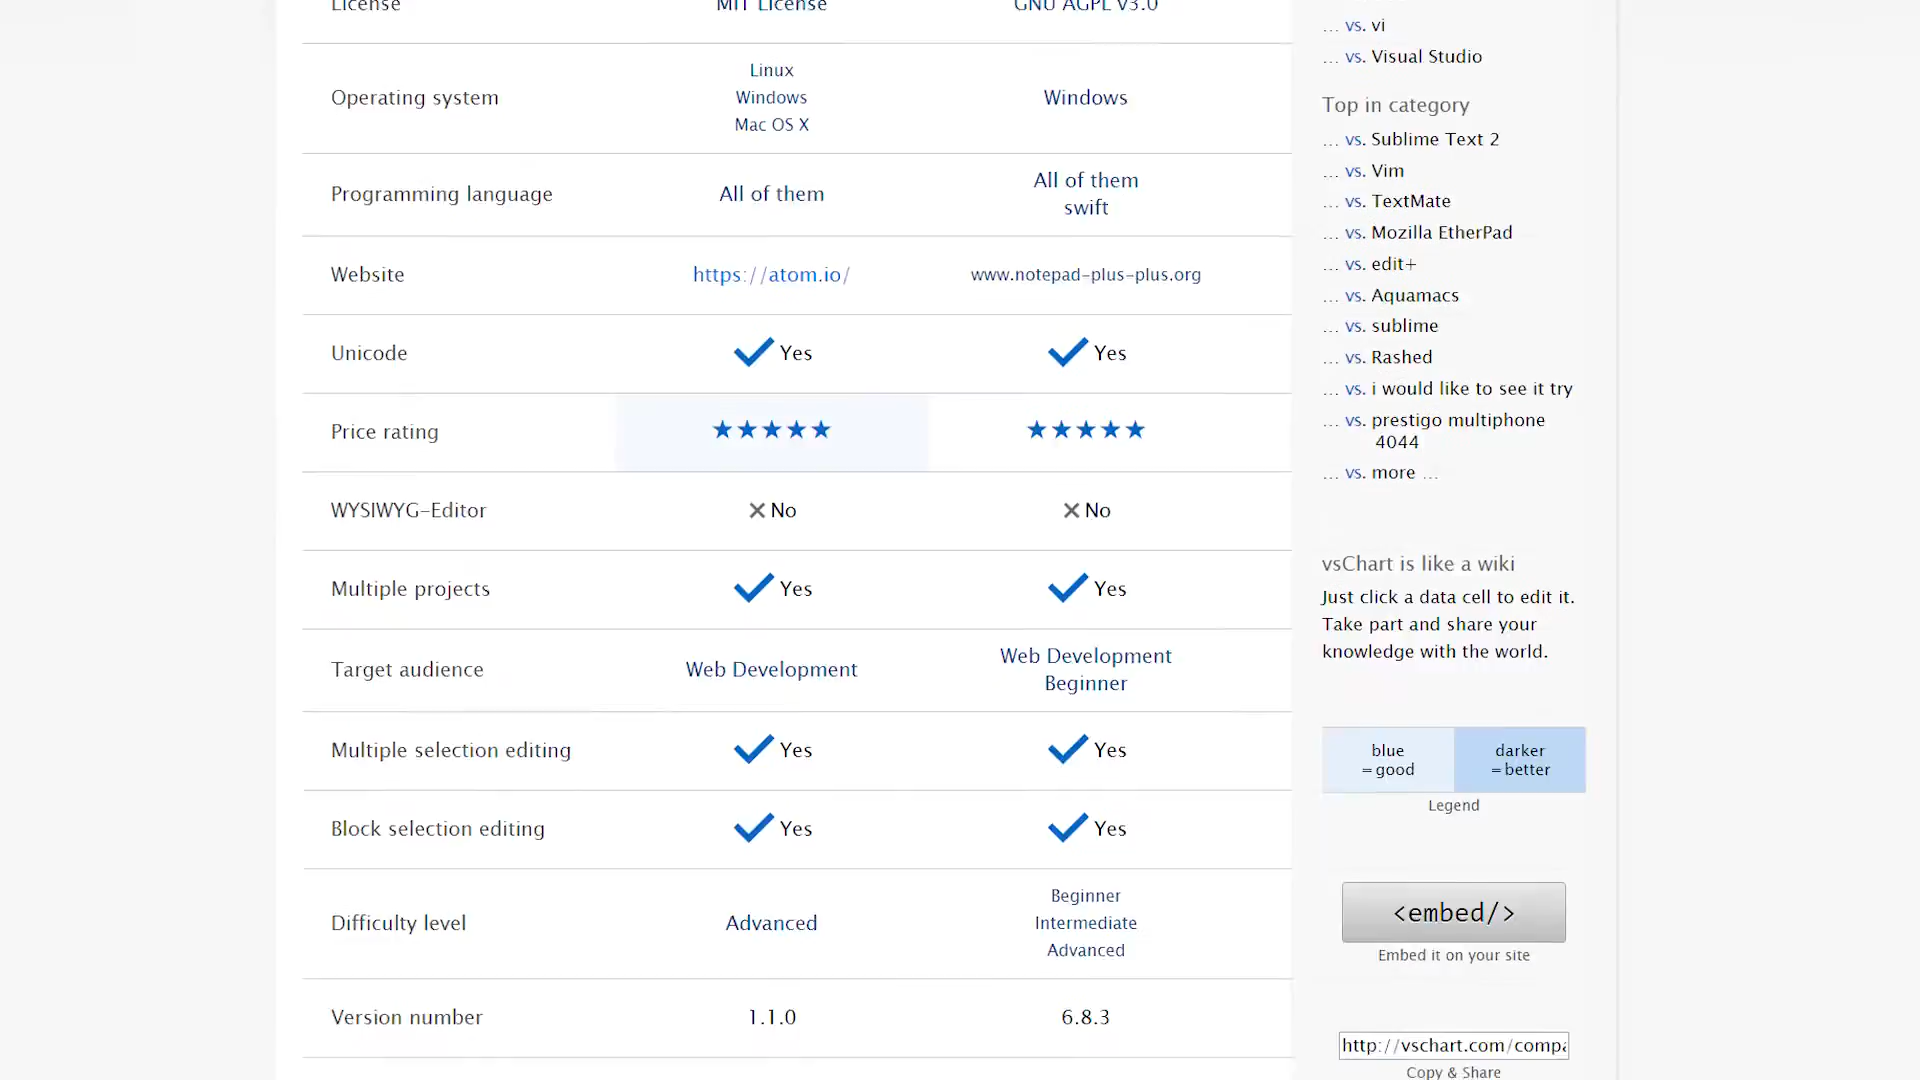 License MIT License GNU AGPL v3.0
Linux
Operating system Windows Windows
Mac OS X
Programming language All of them All of them
swift
Website https://atom.io/ www.notepad-plus-plus.org
Unicode Yes Yes
Price rating ★★★★★ ★★★★★
WYSIWYG-Editor No No
Multiple projects Yes Yes
Target audience Web Development Web Development
Beginner
Multiple selection editing Yes Yes
Block selection editing Yes Yes
Beginner
Difficulty level Advanced Intermediate
Advanced
Version number 1.1.0 6.8.3
... vs. vi
... vs. Visual Studio
Top in category
... vs. Sublime Text 2
... vs. Vim
... vs. TextMate
... vs. Mozilla EtherPad
... vs. edit+
... vs. Aquamacs
... vs. sublime
... vs. Rashed
... vs. i would like to see it try
... vs. prestigo multiphone
4044
... vs. more ...
vsChart is like a wiki
Just click a data cell to edit it.
Take part and share your
knowledge with the world.
blue darker
=good =better
Legend
<embed/>
Embed it on your site
http://vschart.com/compa
Copy & Share